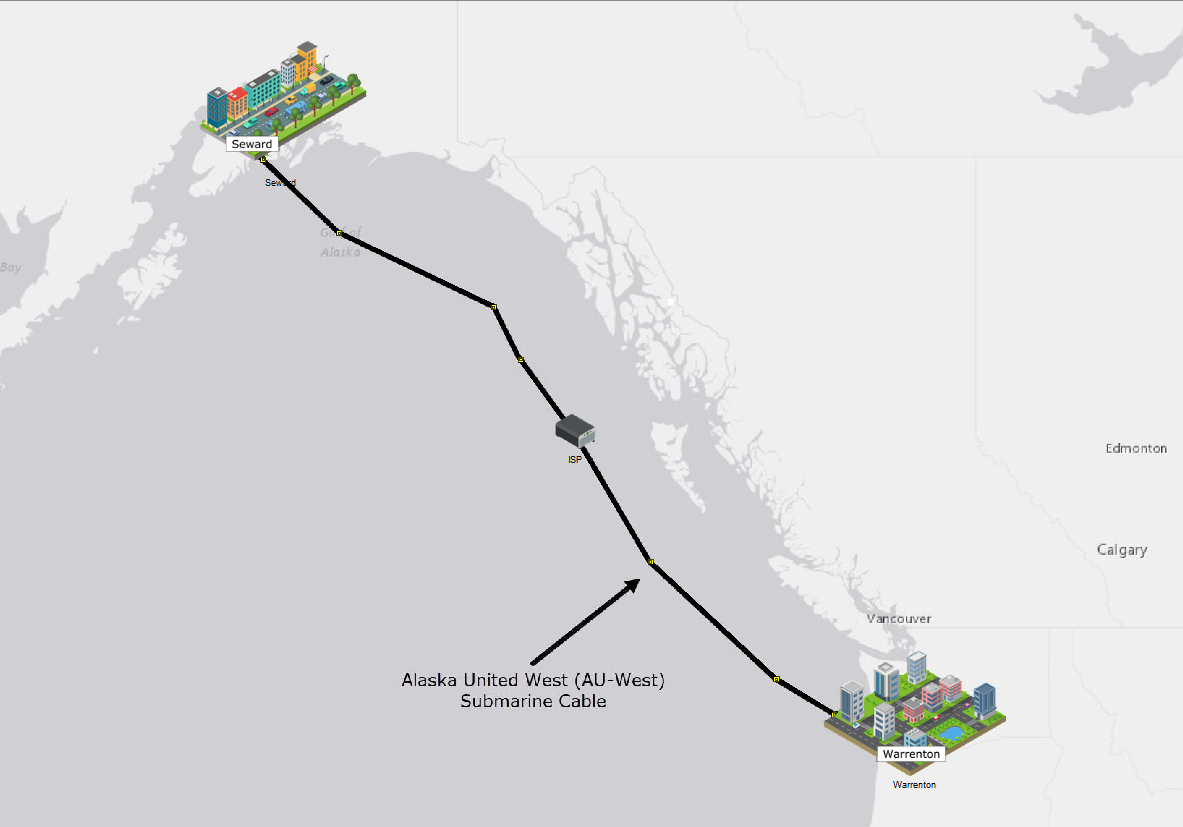 Seward
Seward
Gulf of
Alaska
Bay
ISP
Edmonton
Calgary
Vancouver
Alaska United West (AU-West)
Submarine Cable
Warrenton
Warrenton